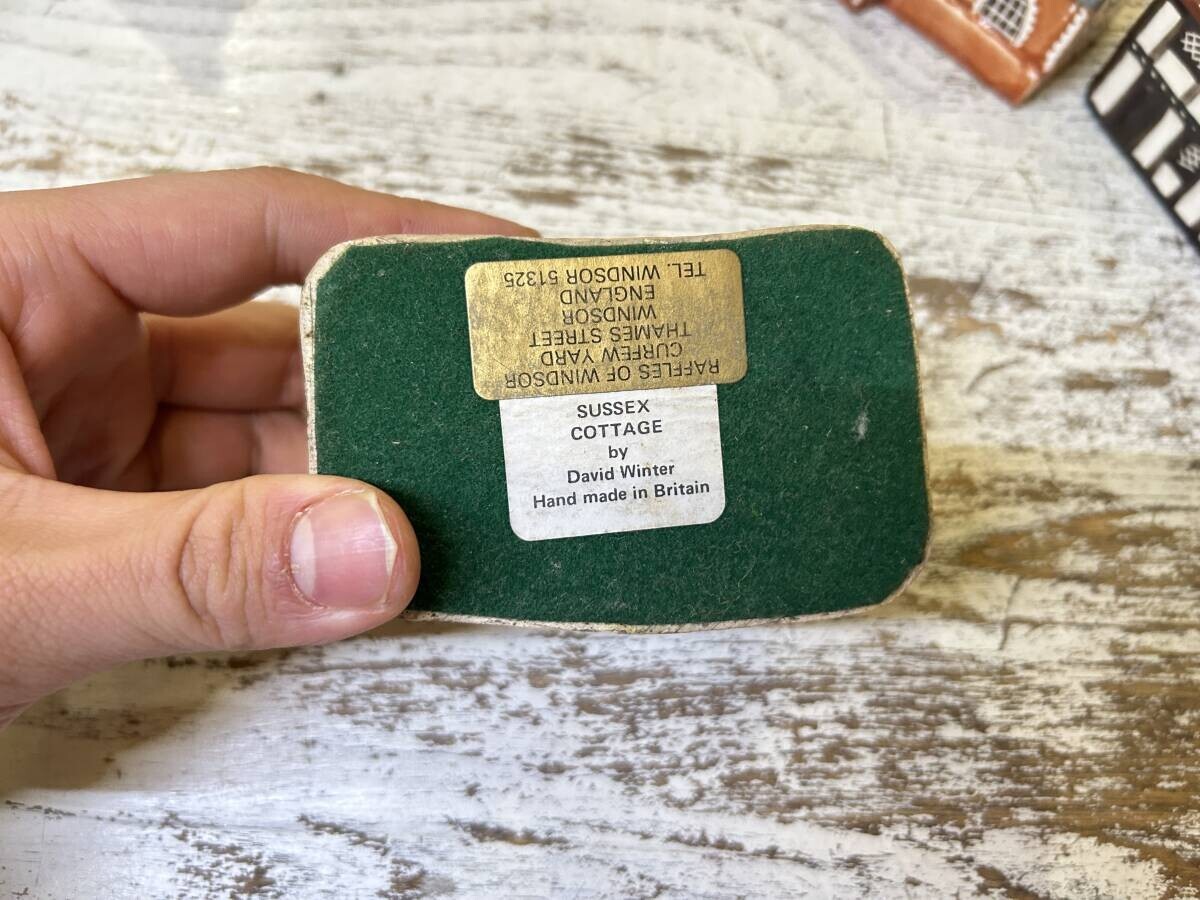 RAFFLES OF WINDSOR
CURFEW YARD
THAMES STREET
WINDSOR
ENGLAND
TEL. WINDSOR 51325
SUSSEX
COTTAGE
by
David Winter
Hand made in Britain